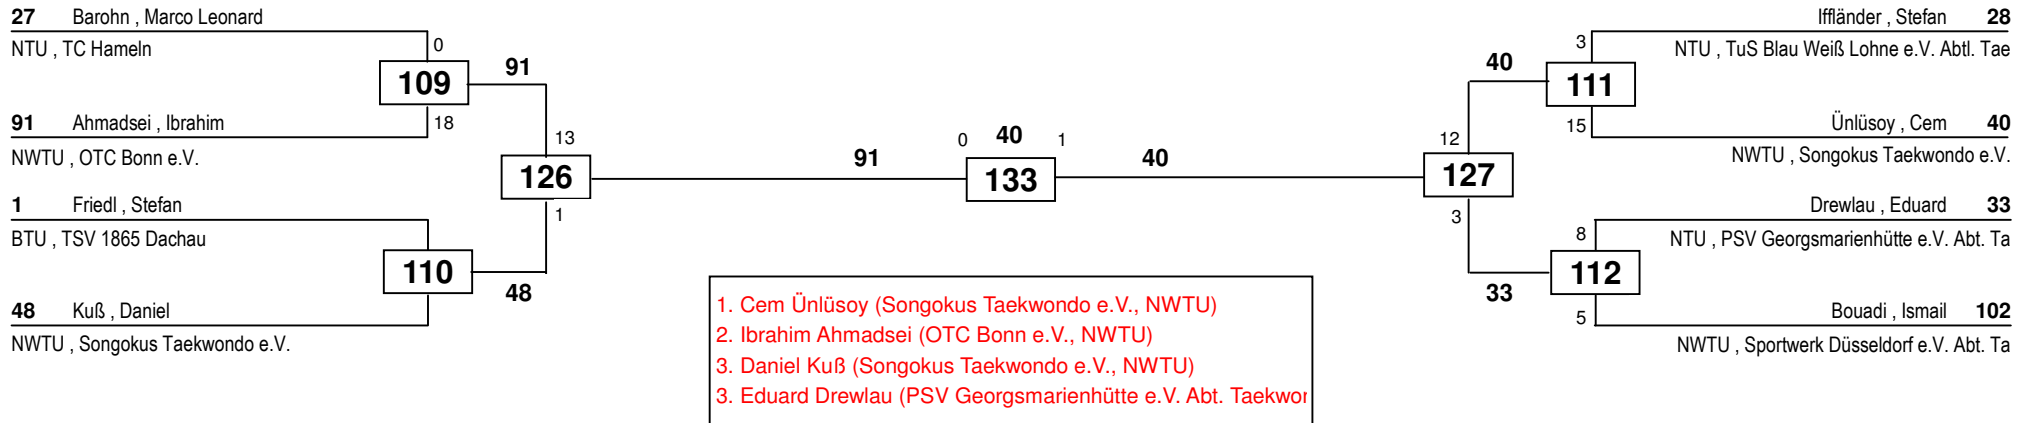 27 Barohn , Marco Leonard
NTU , TC Hameln
0
109
91
18
91 Ahmadsei , Ibrahim
NWTU , OTC Bonn e.V.
13
126
1
1 Friedl , Stefan
BTU , TSV 1865 Dachau
110
48
48 Kuß , Daniel
NWTU , Songokus Taekwondo e.V.
91
0 40 1
133
40
Iffländer , Stefan 28
NTU , TuS Blau Weiß Lohne e.V. Abtl. Tae
3
40
111
15
Ünlüsoy , Cem 40
NWTU , Songokus Taekwondo e.V.
12
127
3
Drewlau , Eduard 33
NTU , PSV Georgsmarienhütte e.V. Abt. Ta
8
112
33
5
Bouadi , Ismail 102
NWTU , Sportwerk Düsseldorf e.V. Abt. Ta
1. Cem Ünlüsoy (Songokus Taekwondo e.V., NWTU)
2. Ibrahim Ahmadsei (OTC Bonn e.V., NWTU)
3. Daniel Kuß (Songokus Taekwondo e.V., NWTU)
3. Eduard Drewlau (PSV Georgsmarienhütte e.V. Abt. Taekwon